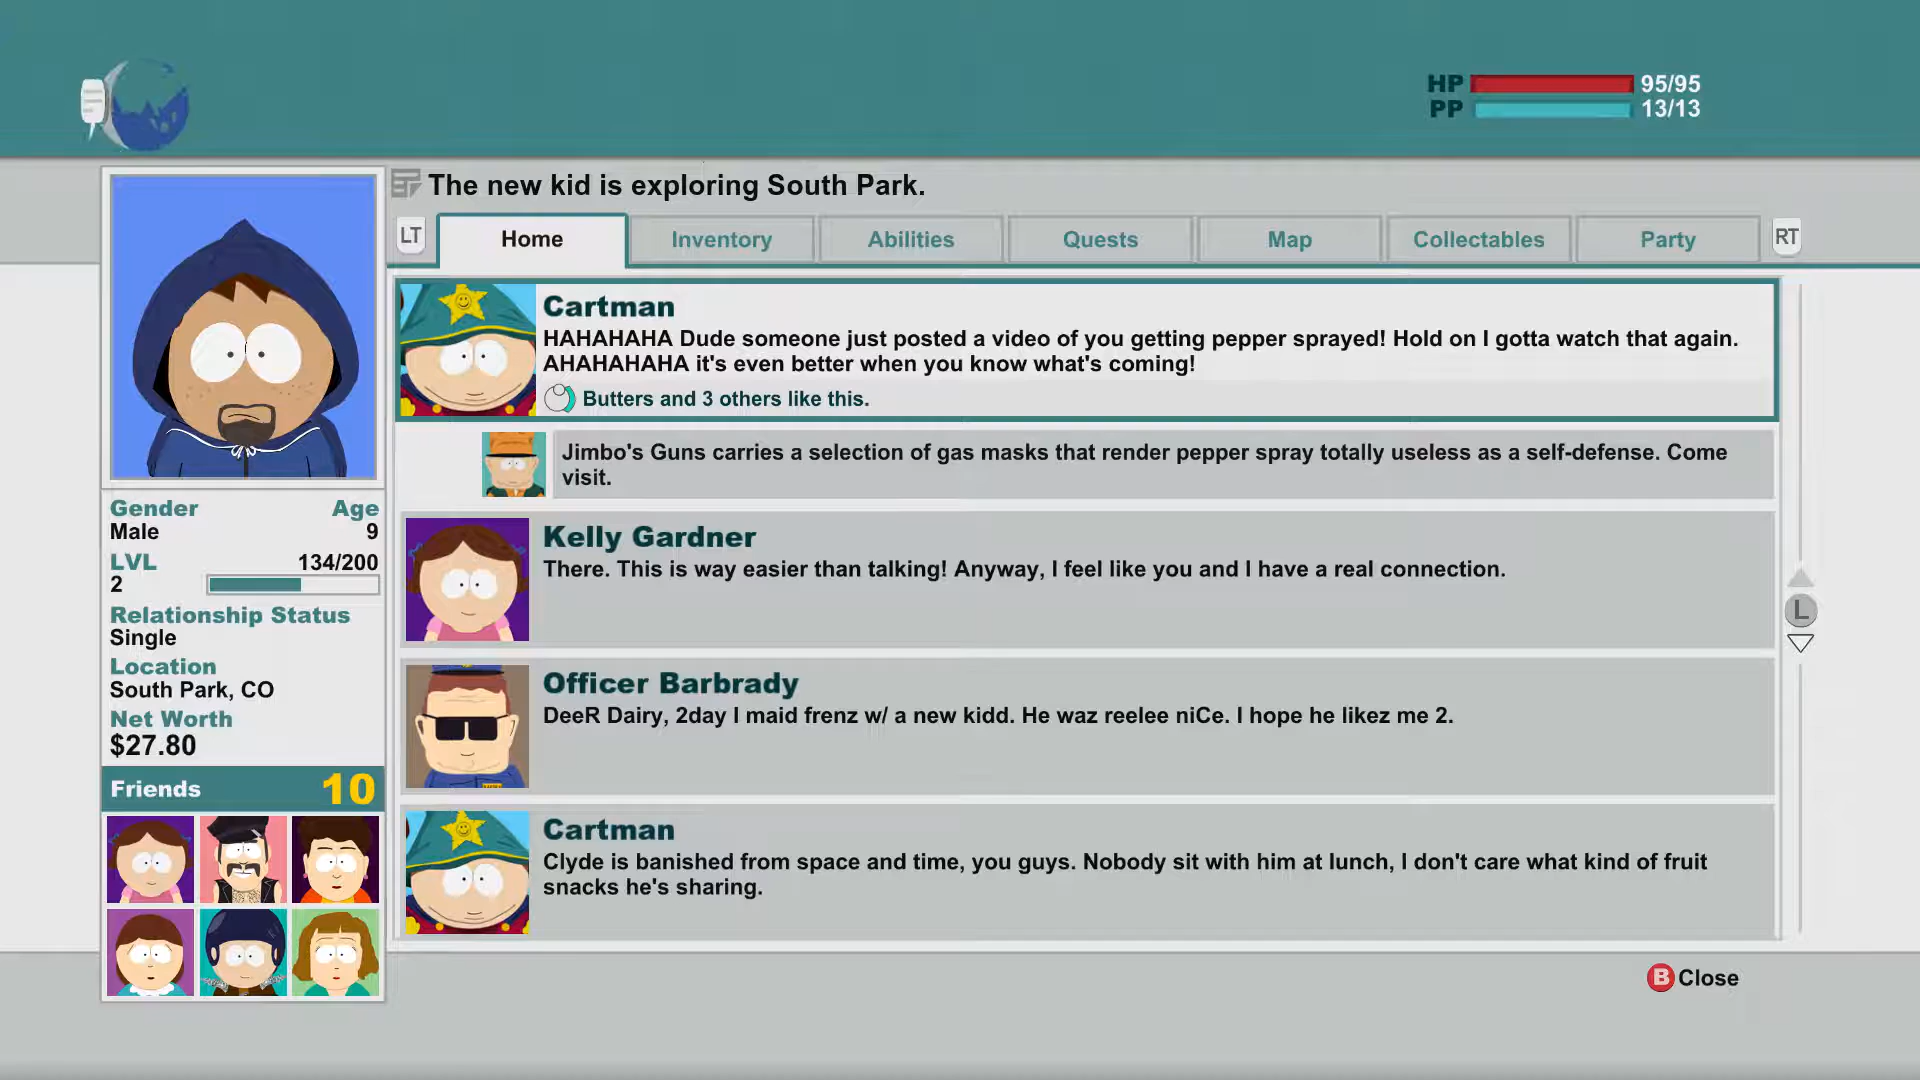 HP 95/95
PP 13/13
The new kid is exploring South Park.
LT Home Inventory Abilities Quests Map Collectables Party RT
Cartman
HAHAHAHA Dude someone just posted a video of you getting pepper sprayed! Hold on I gotta watch that again.
AHAHAHAHA it's even better when you know what's coming!
Butters and 3 others like this.
Jimbo's Guns carries a selection of gas masks that render pepper spray totally useless as a self-defense. Come
visit.
Kelly Gardner
There. This is way easier than talking! Anyway, I feel like you and I have a real connection.
Officer Barbrady
DeeR Dairy, 2day I maid frenz w/ a new kidd. He waz reelee niCe. I hope he likez me 2.
Cartman
Clyde is banished from space and time, you guys. Nobody sit with him at lunch, I don't care what kind of fruit
snacks he's sharing.
L
Gender Age
Male 9
LVL 134/200
2
Relationship Status
Single
Location
South Park, CO
Net Worth
$27.80
Friends 10
B Close